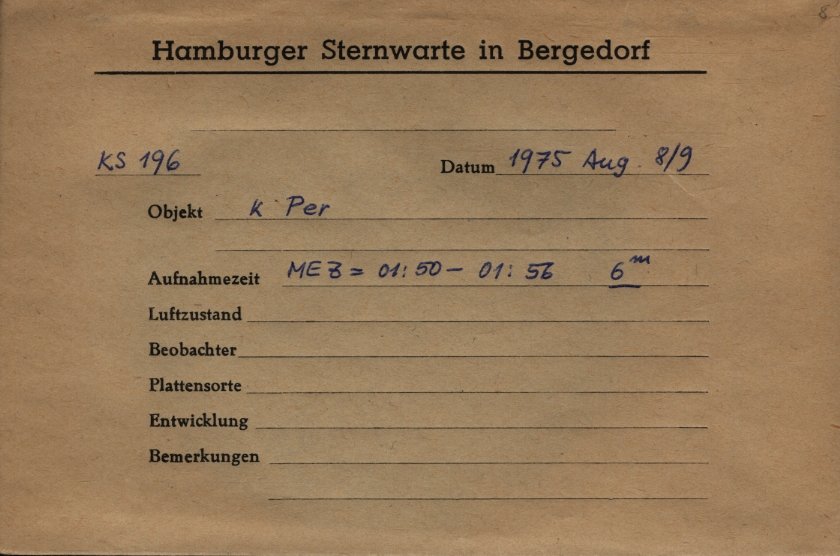 8
Hamburger Sternwarte in Bergedorf
KS 196 Datum 1975 Aug. 8/9
Objekt K Per
Aufnahmezeit MEZ = 01:50 - 01:56 6m
Luftzustand
Beobachter
Plattensorte
Entwicklung
Bemerkungen